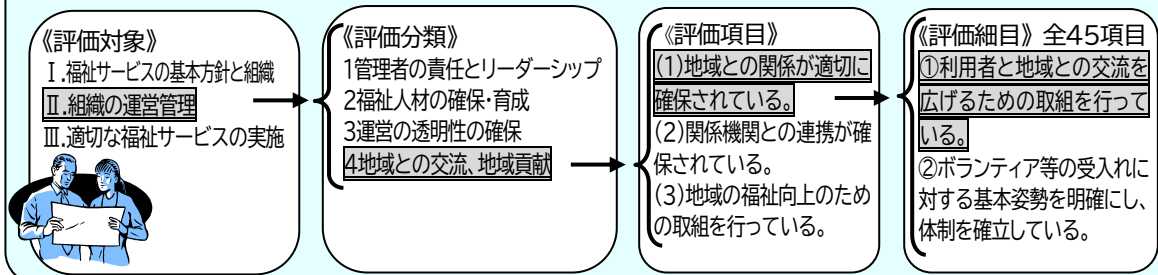 《評価対象》
Ⅰ.福祉サービスの基本方針と組織
Ⅱ.組織の運営管理
Ⅲ.適切な福祉サービスの実施
《評価分類》
1管理者の責任とリーダーシップ
2福祉人材の確保・育成
3運営の透明性の確保
4地域との交流、地域貢献
《評価項目》
(1)地域との関係が適切に
確保されている。
(2)関係機関との連携が確
保されている。
(3)地域の福祉向上のため
の取組を行っている。
《評価細目》全45項目
①利用者と地域との交流を
広げるための取組を行って
いる。
②ボランティア等の受入れに
対する基本姿勢を明確にし、
体制を確立している。